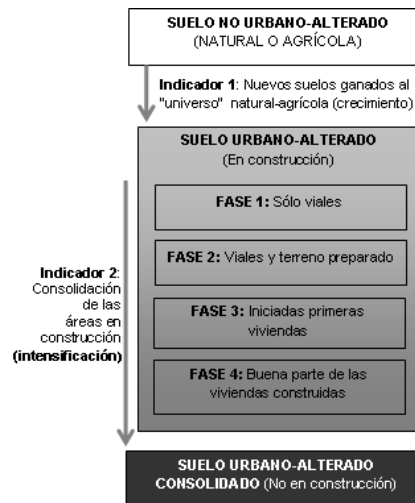 SUELO NO URBANO-ALTERADO
(NATURAL O AGRÍCOLA)
Indicador 1: Nuevos suelos ganados al
"universo" natural-agrícola (crecimiento)
SUELO URBANO-ALTERADO
(En construcción)
FASE 1: Sólo viales
FASE 2: Viales y terreno preparado
FASE 3: Iniciadas primeras
viviendas
FASE 4: Buena parte de las
viviendas construidas
Indicador 2:
Consolidación
de las
áreas en
construcción
(intensificación)
SUELO URBANO-ALTERADO
CONSOLIDADO (No en construcción)